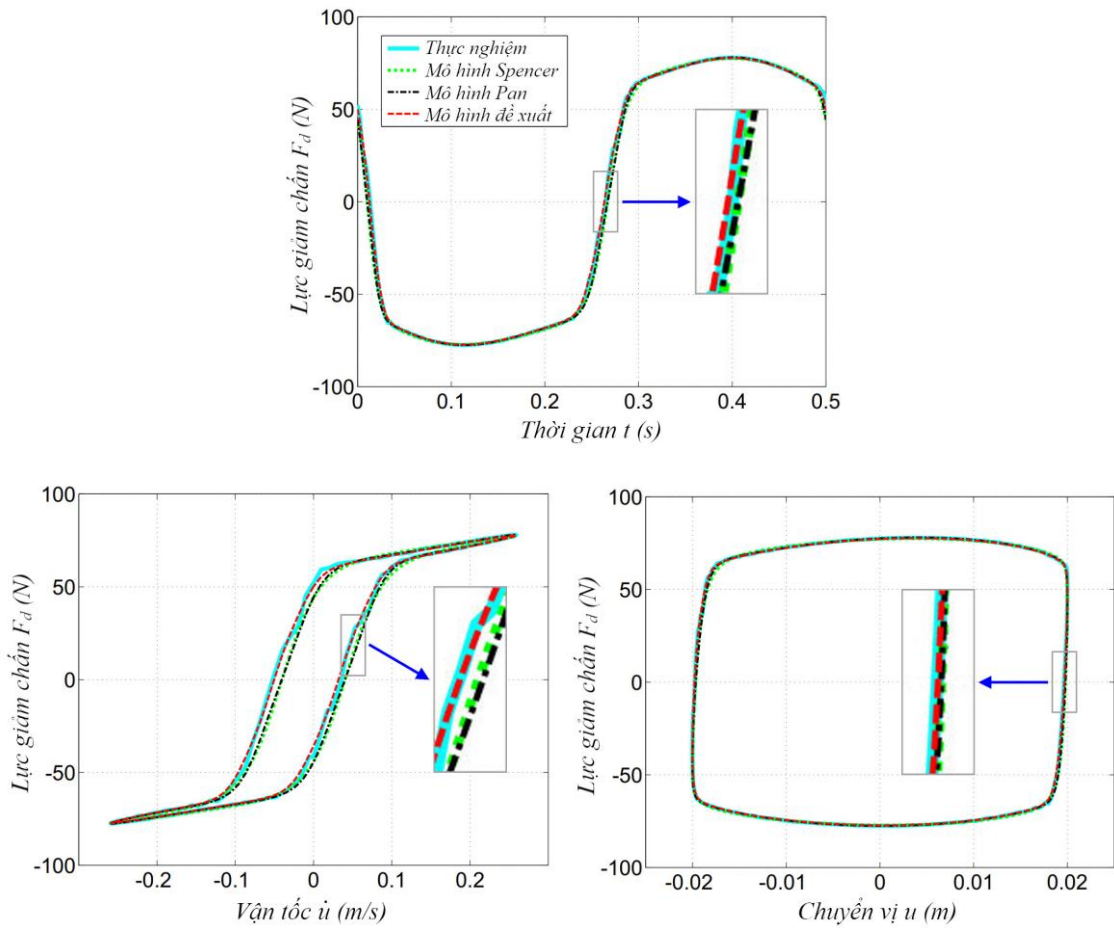 100
50
0
-50
-100
Lực giảm chấn F_d (N)
Thực nghiệm
Mô hình Spencer
Mô hình Pan
Mô hình đề xuất
0 0.1 0.2 0.3 0.4 0.5
Thời gian t (s)
100
50
0
-50
-100
Lực giảm chấn F_d (N)
-0.2 -0.1 0 0.1 0.2
Vận tốc u̇ (m/s)
100
50
0
-50
-100
Lực giảm chấn F_d (N)
-0.02 -0.01 0 0.01 0.02
Chuyển vị u (m)